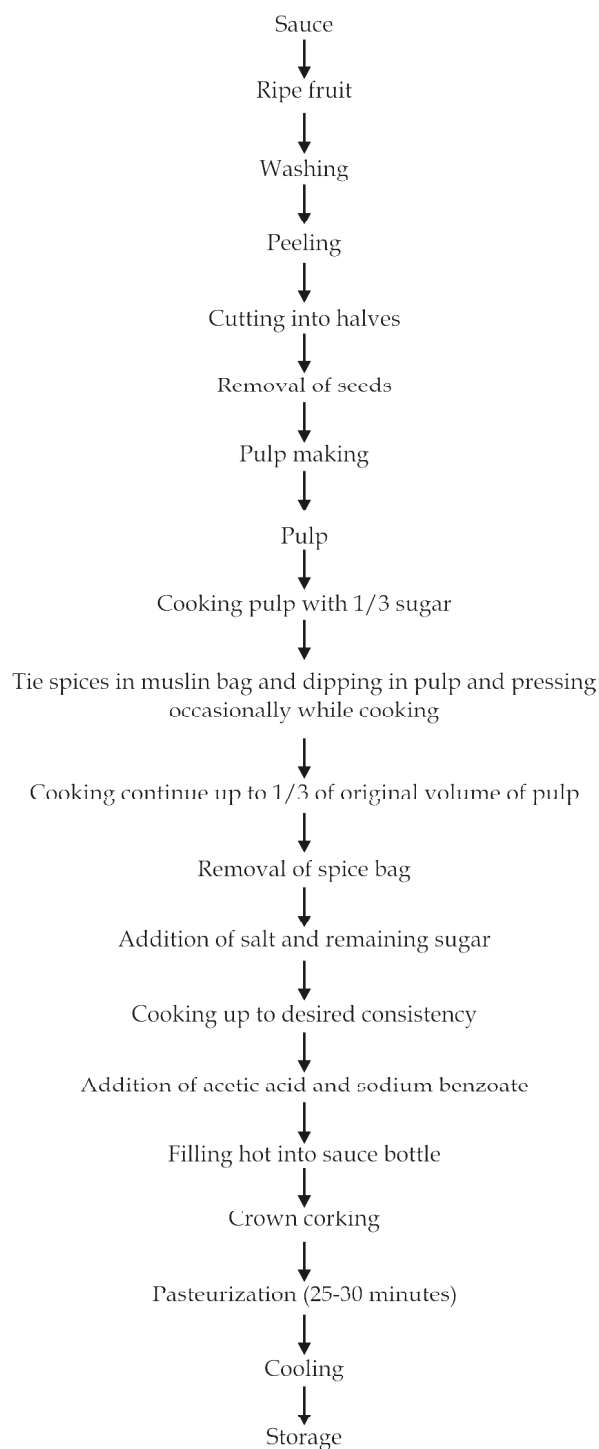 Sauce
Ripe fruit
Washing
Peeling
Cutting into halves
Removal of seeds
Pulp making
Pulp
Cooking pulp with 1/3 sugar
Tie spices in muslin bag and dipping in pulp and pressing
occasionally while cooking
Cooking continue up to 1/3 of original volume of pulp
Removal of spice bag
Addition of salt and remaining sugar
Cooking up to desired consistency
Addition of acetic acid and sodium benzoate
Filling hot into sauce bottle
Crown corking
Pasteurization (25-30 minutes)
Cooling
Storage